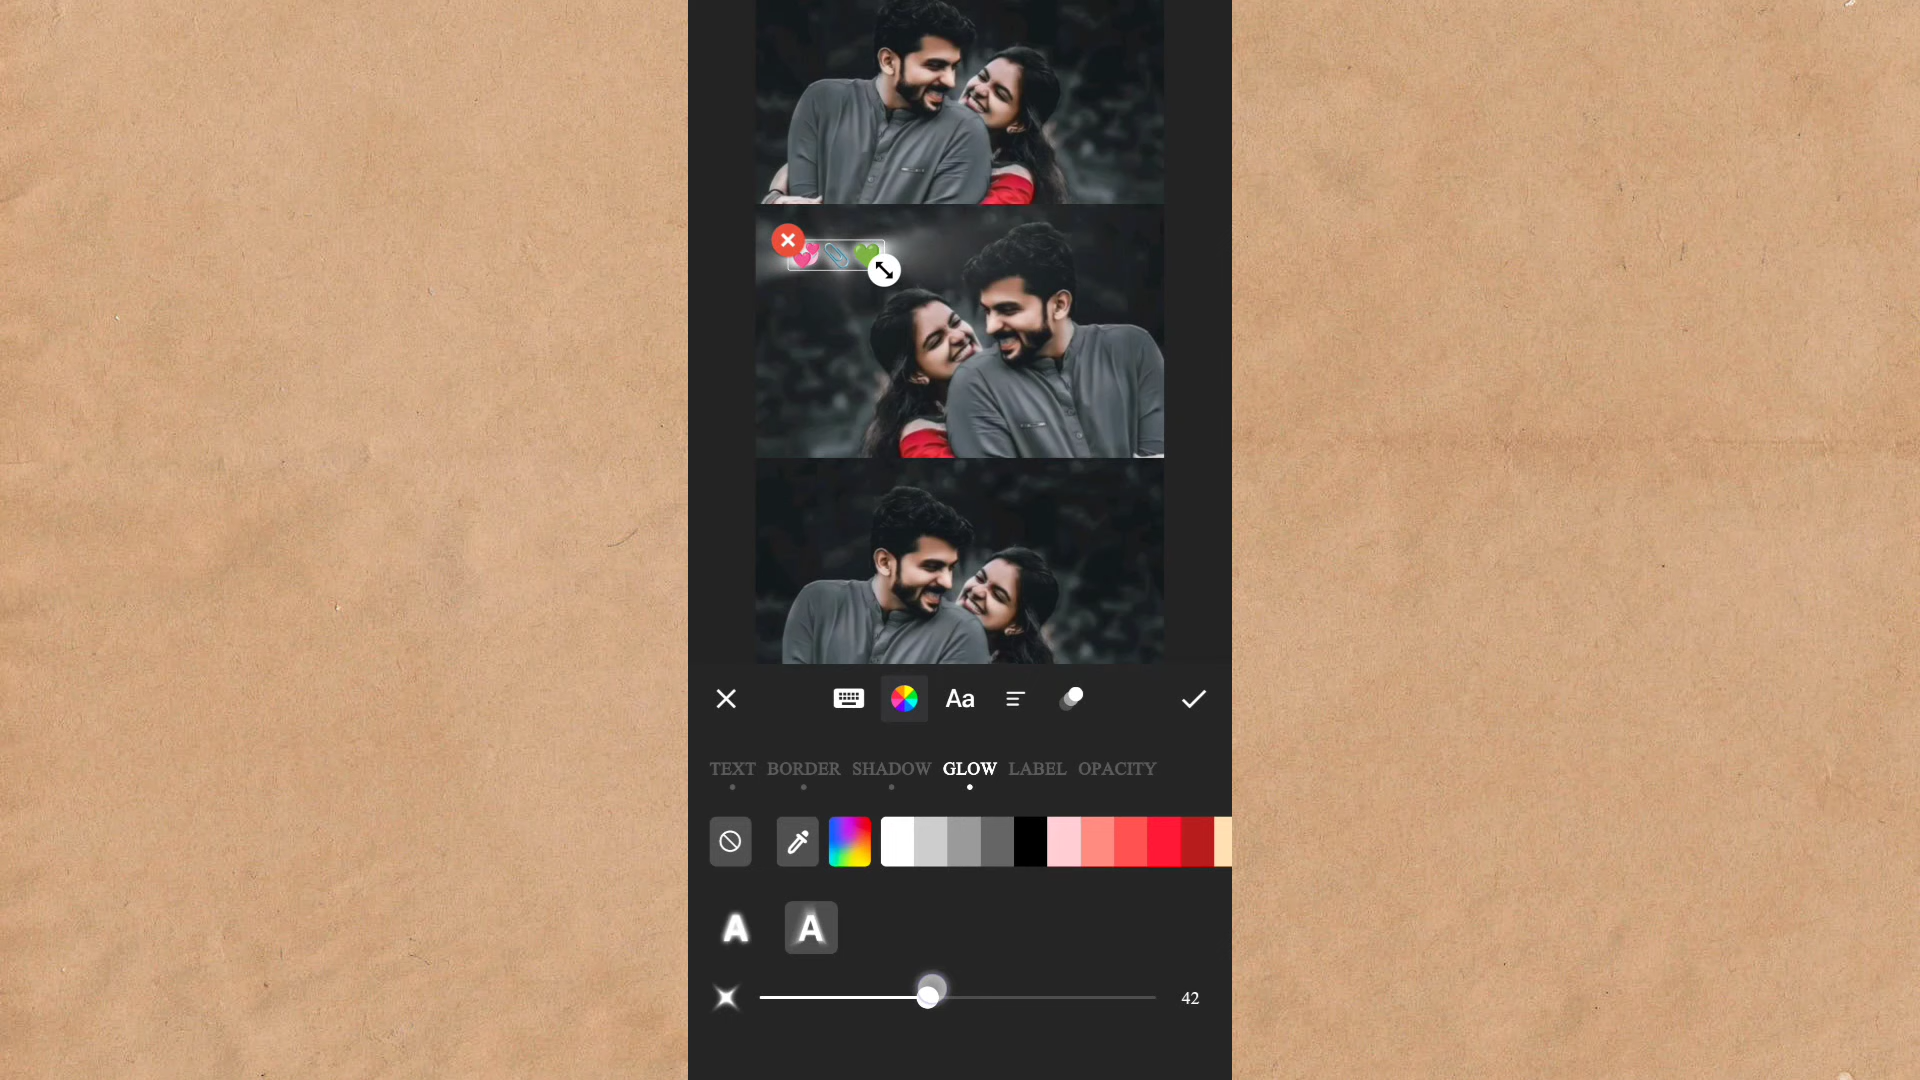 💞📎💚
Aa
TEXT BORDER SHADOW GLOW LABEL OPACITY
A A
42